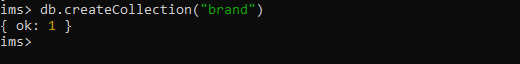 ims> db.createCollection("brand")
{ ok: 1 }
ims>